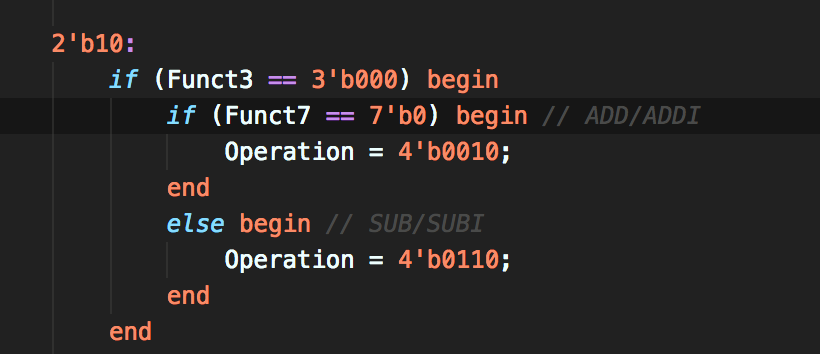 2'b10:
if (Funct3 == 3'b000) begin
if (Funct7 == 7'b0) begin // ADD/ADDI
Operation = 4'b0010;
end
else begin // SUB/SUBI
Operation = 4'b0110;
end
end